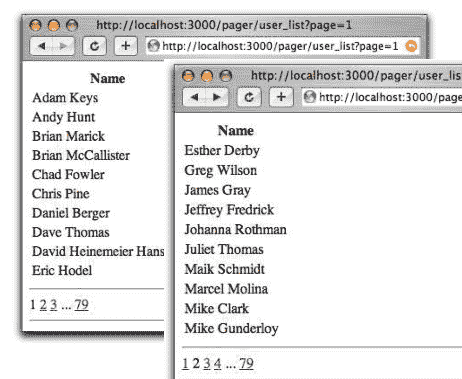 http://localhost:3000/pager/user_list?page=1
http://localhost:3000/pager/user_list?page=1
Name
Adam Keys
Andy Hunt
Brian Marick
Brian McCallister
Chad Fowler
Chris Pine
Daniel Berger
Dave Thomas
David Heinemeier Hans
Eric Hodel
1 2 3 ... 79
http://localhost:3000/pager/user_lis
http://localhost:3000/page
Name
Esther Derby
Greg Wilson
James Gray
Jeffrey Fredrick
Johanna Rothman
Juliet Thomas
Maik Schmidt
Marcel Molina
Mike Clark
Mike Gunderloy
1 2 3 4 ... 79